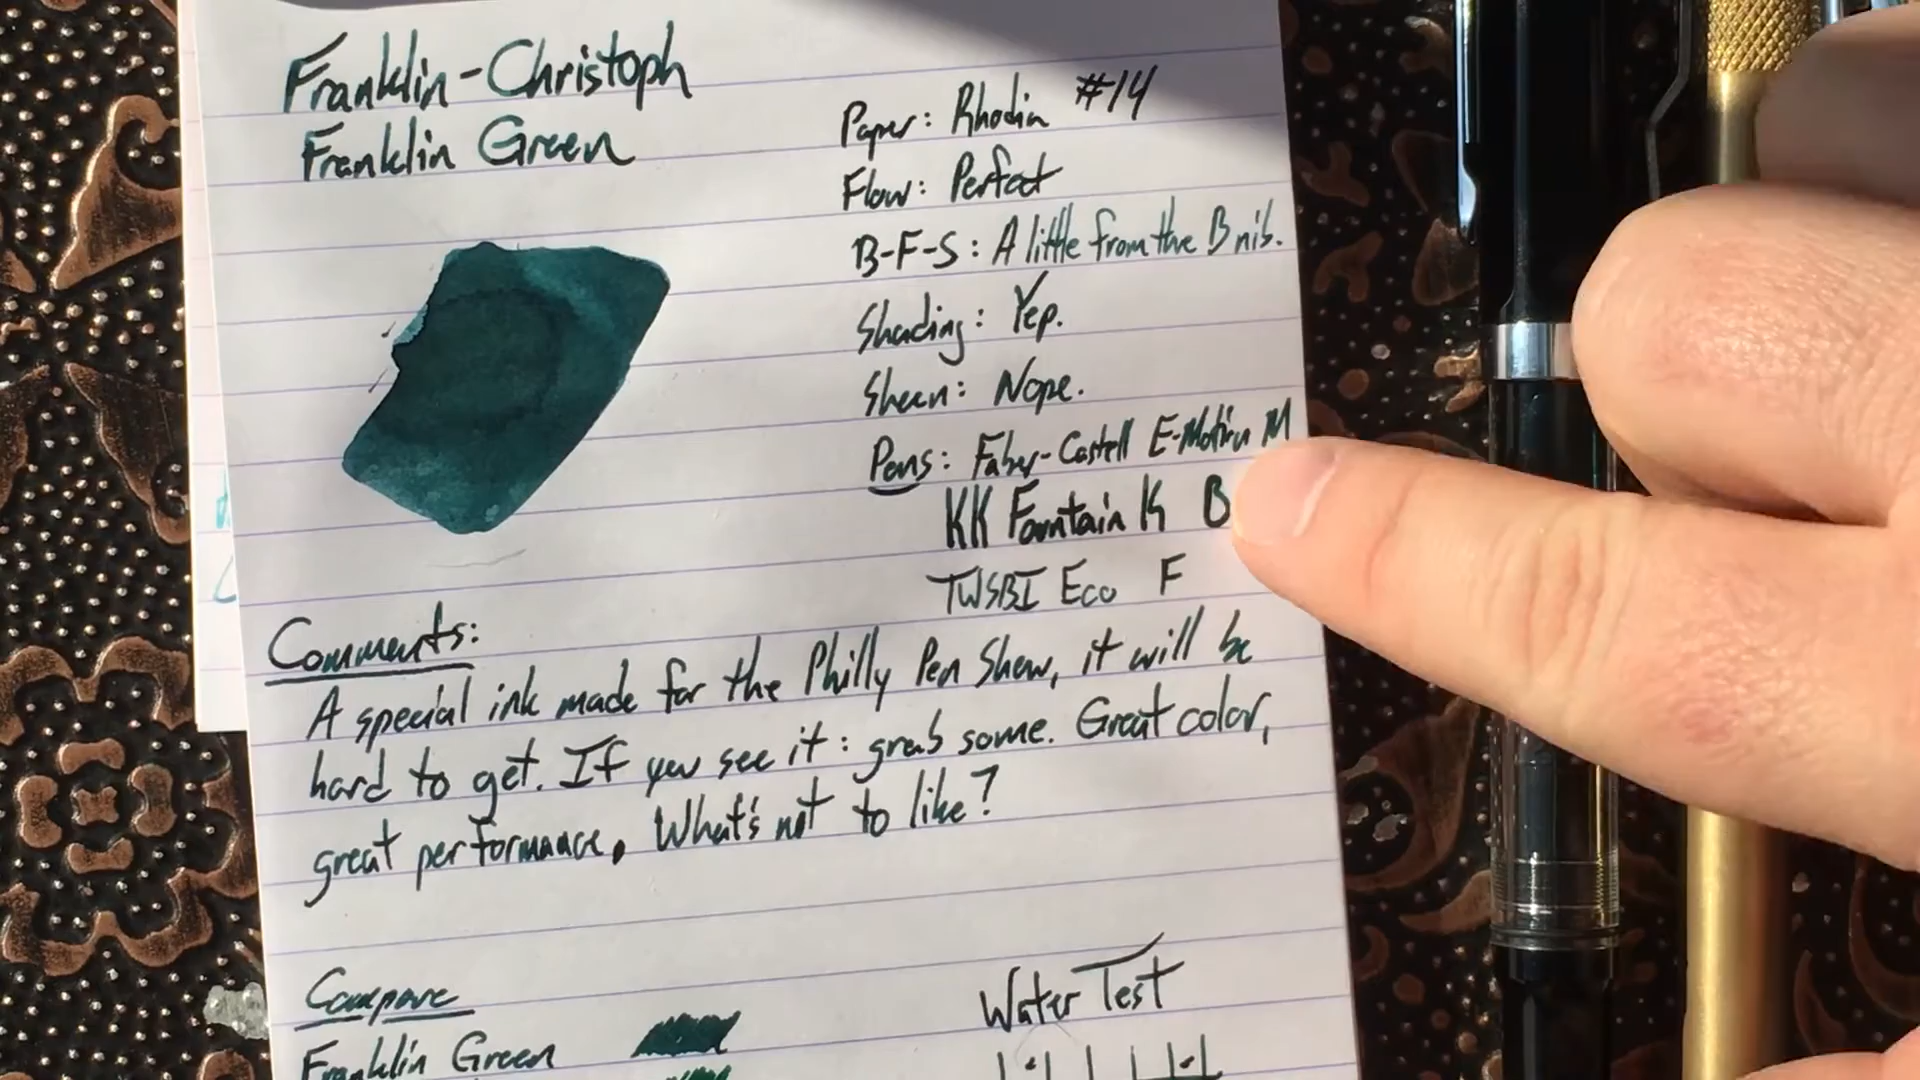 Franklin-Christoph
Franklin Green
Paper: Rhodia #14
Flow: Perfect
B-F-S: A little from the B nib.
Shading: Yep.
Sheen: Nope.
Pens: Faber-Castell E-Motion M
KK Fountain K B
TWSBI Eco F
Comments:
A special ink made for the Philly Pen Show, it will be
hard to get. If you see it: grab some. Great color,
great performance. What's not to like?
Compare
Franklin Green
Water Test